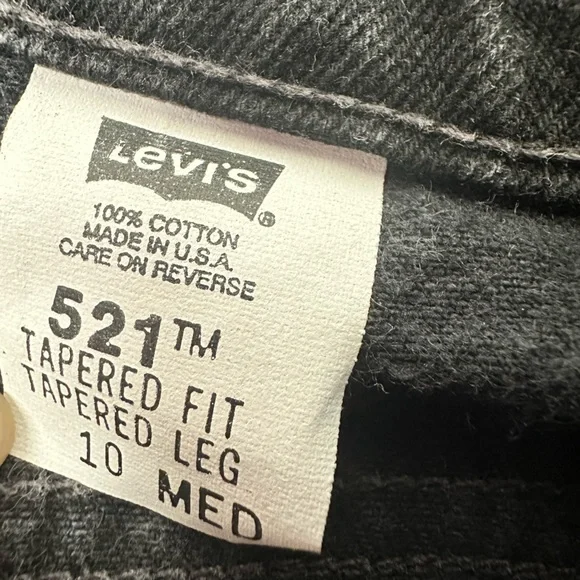 LeVI'S ®
100% COTTON
MADE IN U.S.A.
CARE ON REVERSE
521™
TAPERED FIT
TAPERED LEG
10 MED